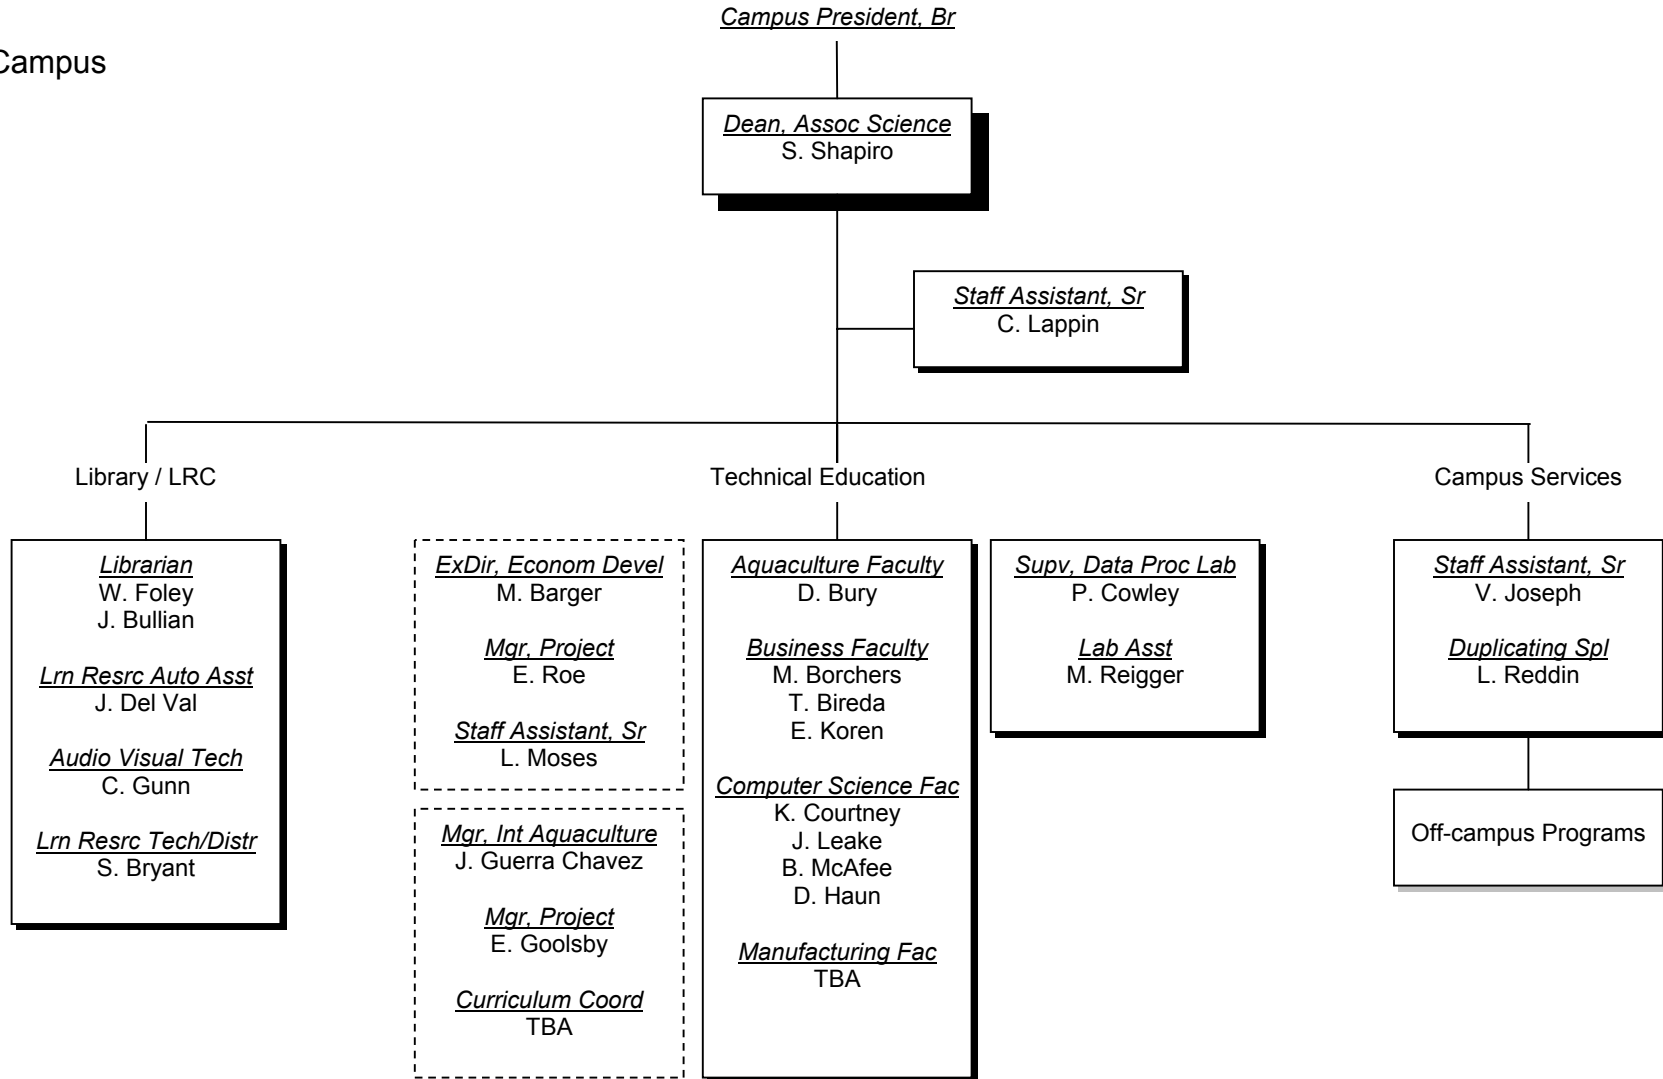 Campus President, Br
Campus
Dean, Assoc Science
S. Shapiro
Staff Assistant, Sr
C. Lappin
Library / LRC
Technical Education
Campus Services
Librarian
W. Foley
J. Bullian
Lrn Resrc Auto Asst
J. Del Val
Audio Visual Tech
C. Gunn
Lrn Resrc Tech/Distr
S. Bryant
ExDir, Econom Devel
M. Barger
Mgr, Project
E. Roe
Staff Assistant, Sr
L. Moses
Mgr, Int Aquaculture
J. Guerra Chavez
Mgr, Project
E. Goolsby
Curriculum Coord
TBA
Aquaculture Faculty
D. Bury
Business Faculty
M. Borchers
T. Bireda
E. Koren
Computer Science Fac
K. Courtney
J. Leake
B. McAfee
D. Haun
Manufacturing Fac
TBA
Supv, Data Proc Lab
P. Cowley
Lab Asst
M. Reigger
Staff Assistant, Sr
V. Joseph
Duplicating Spl
L. Reddin
Off-campus Programs